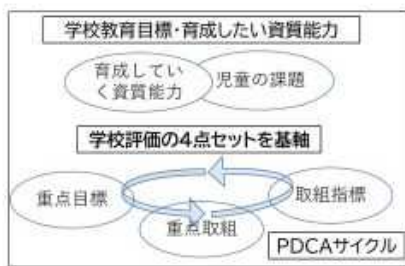 学校教育目標・育成したい資質能力
育成してい
く資質能力
児童の課題
学校評価の4点セットを基軸
重点目標
取組指標
重点取組
PDCAサイクル